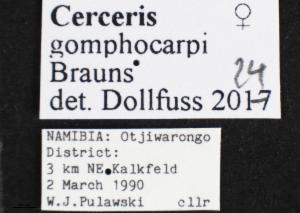 Cerceris ♀
gomphocarpi
Brauns
det. Dollfuss 2017
24
NAMIBIA: Otjiwarongo
District:
3 km NE Kalkfeld
2 March 1990
W.J.Pulawski cllr